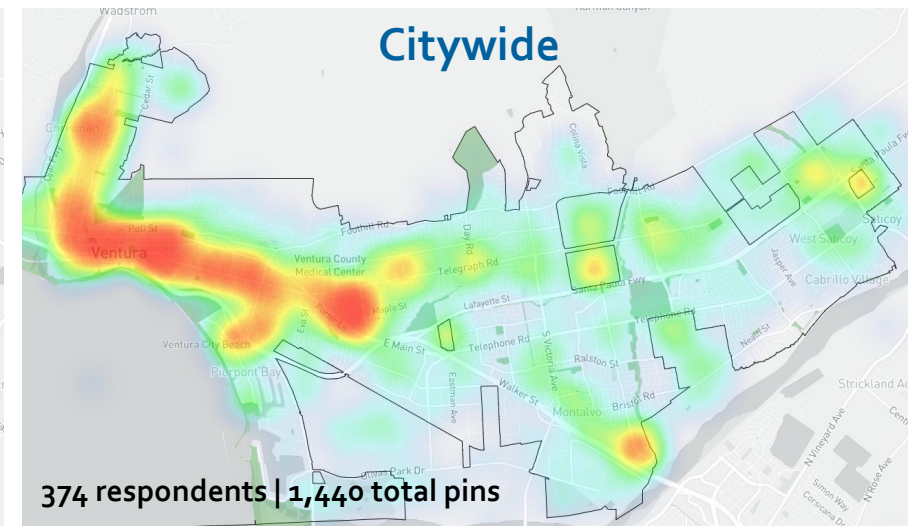 Wadstrom
Citywide
Cedar St
Colina Vista
Santa Paula Fwy
Foothill Rd
Foothill Rd
Poli St
Day Rd
Saticoy
Ventura
Ventura County
Medical Center
Telegraph Rd
West Saticoy
Jasper Ave
Santa Paula Fwy
Cabrillo Village
Lafayette St
Maple St
Telephone Rd
Ventura City Beach
E Main St
Telephone Rd
S Victoria Ave
Neath St
Ralston St
Pierpont Bay
Eastman Ave
Walker St
Bristol Rd
Montalvo
Strickland Ac
N Vineyard Ave
N Rose Ave
Olivas Park Dr
Simon Way
Corsicana Dr
374 respondents | 1,440 total pins